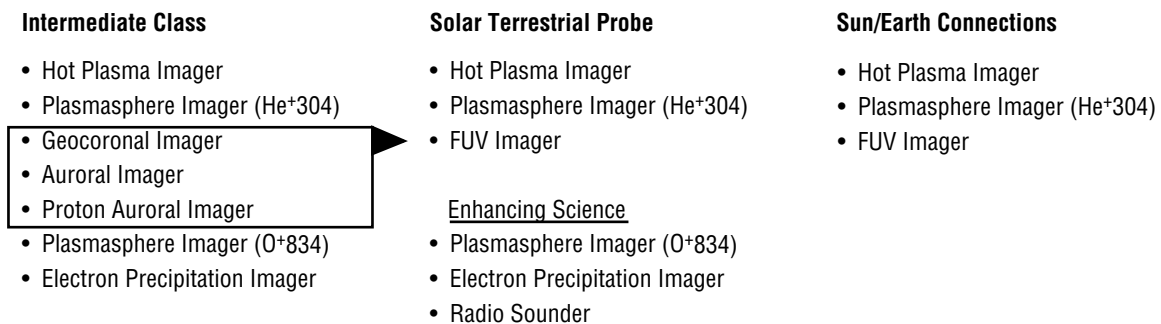 Intermediate Class
• Hot Plasma Imager
• Plasmasphere Imager (He+304)
• Geocoronal Imager
• Auroral Imager
• Proton Auroral Imager
• Plasmasphere Imager (O+834)
• Electron Precipitation Imager
Solar Terrestrial Probe
• Hot Plasma Imager
• Plasmasphere Imager (He+304)
• FUV Imager
Enhancing Science
• Plasmasphere Imager (O+834)
• Electron Precipitation Imager
• Radio Sounder
Sun/Earth Connections
• Hot Plasma Imager
• Plasmasphere Imager (He+304)
• FUV Imager